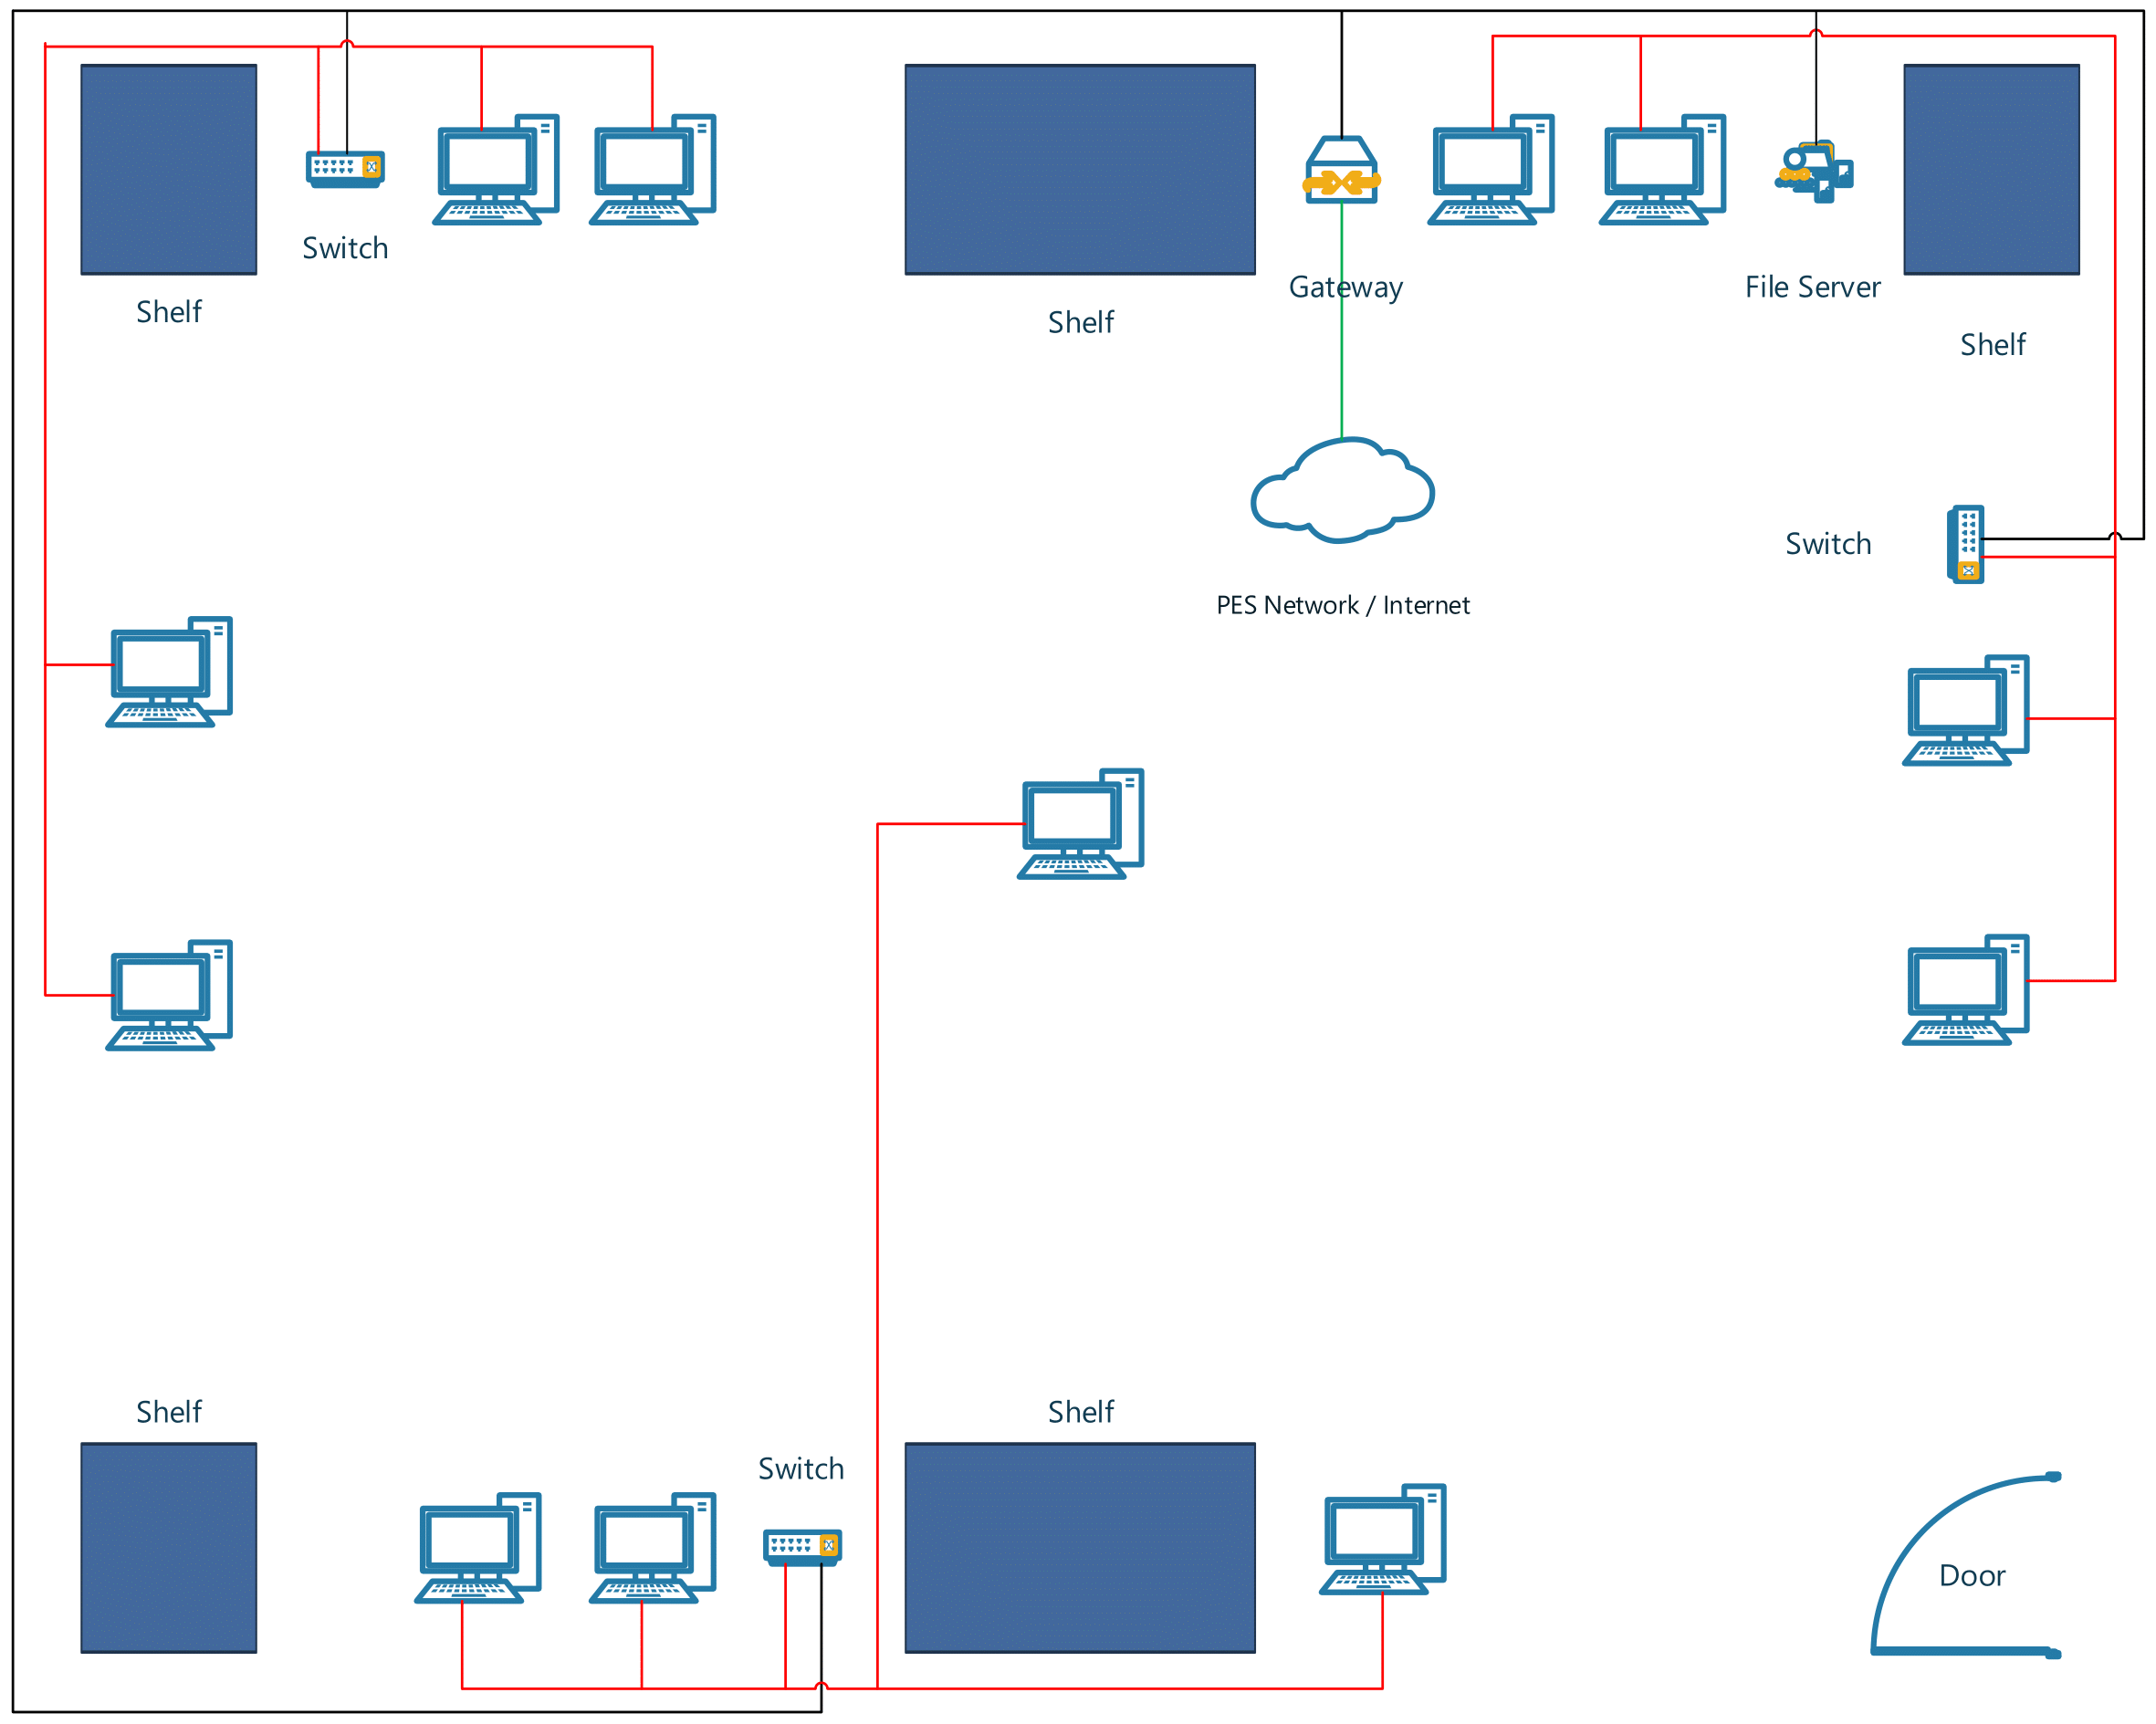 Switch
Shelf
Shelf
Gateway
File Server
Shelf
Switch
PES Network / Internet
Shelf
Shelf
Switch
Door